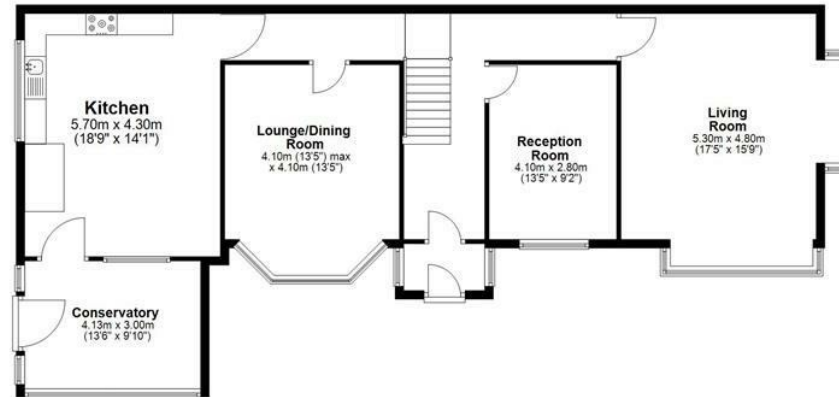 Kitchen
5.70m x 4.30m
(18'9" x 14'1")
Lounge/Dining
Room
4.10m (13'5") max
x 4.10m (13'5")
Reception
Room
4.10m x 2.80m
(13'5" x 9'2")
Living
Room
5.30m x 4.80m
(17'5" x 15'9")
Conservatory
4.13m x 3.00m
(13'6" x 9'10")